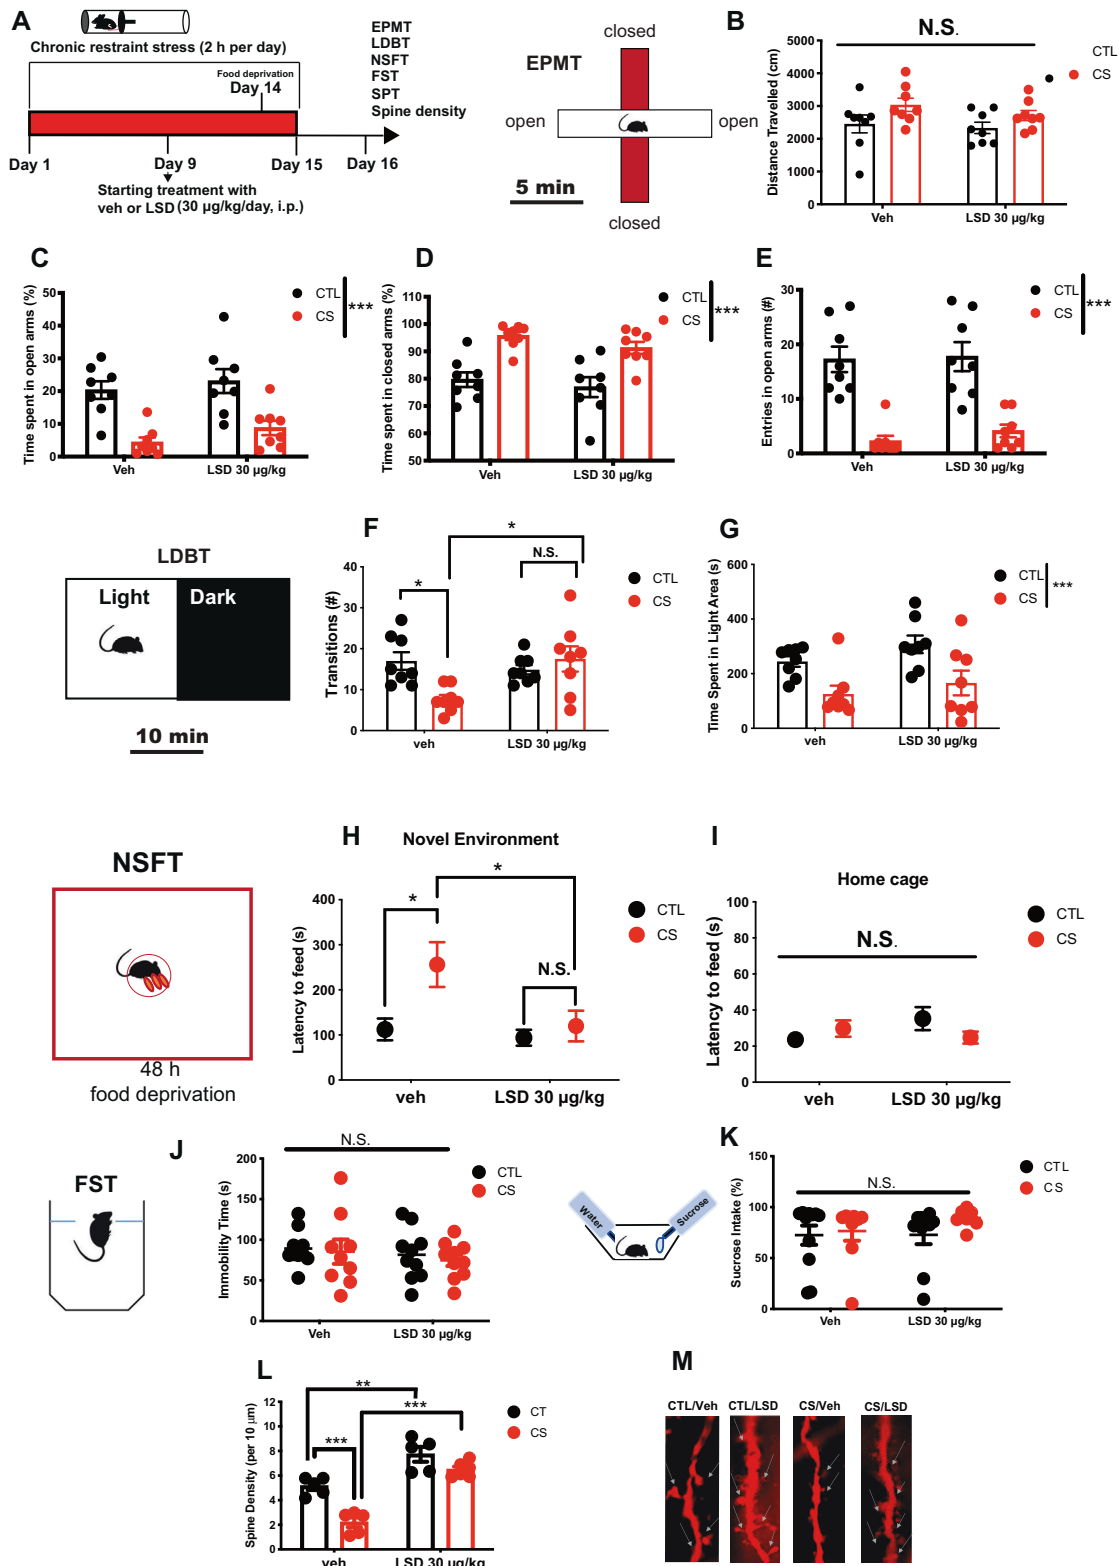 A
Chronic restraint stress (2 h per day)
Food deprivation
Day 14
Day 1
Day 9
Day 15
Day 16
Starting treatment with
veh or LSD (30 µg/kg/day, i.p.)
EPMT
LDBT
NSFT
FST
SPT
Spine density
EPMT
closed
open
open
closed
5 min
B
N.S.
CTL
CS
Distance Travelled (cm)
5000
4000
3000
2000
1000
0
Veh
LSD 30 µg/kg
C
CTL
CS
***
Time spent in open arms (%)
50
40
30
20
10
0
Veh
LSD 30 µg/kg
D
CTL
CS
***
Time spent in closed arms (%)
110
100
90
80
70
60
50
Veh
LSD 30 µg/kg
E
CTL
CS
***
Entries in open arms (#)
30
20
10
0
Veh
LSD 30 µg/kg
LDBT
Light
Dark
10 min
F
*
N.S.
*
CTL
CS
Transitions (#)
40
30
20
10
0
veh
LSD 30 µg/kg
G
CTL
CS
***
Time Spent in Light Area (s)
600
400
200
0
veh
LSD 30 µg/kg
NSFT
48 h
food deprivation
H
Novel Environment
*
*
N.S.
CTL
CS
Latency to feed (s)
400
300
200
100
0
veh
LSD 30 µg/kg
I
Home cage
N.S.
CTL
CS
Latency to feed (s)
100
80
60
40
20
0
veh
LSD 30 µg/kg
FST
J
N.S.
CTL
CS
Immobility Time (s)
200
150
100
50
0
Veh
LSD 30 µg/kg
Water
Sucrose
K
N.S.
CTL
CS
Sucrose Intake (%)
150
100
50
0
Veh
LSD 30 µg/kg
L
**
***
***
CT
CS
Spine Density (per 10 µm)
12
10
8
6
4
2
0
veh
LSD 30 µg/kg
M
CTL/Veh
CTL/LSD
CS/Veh
CS/LSD